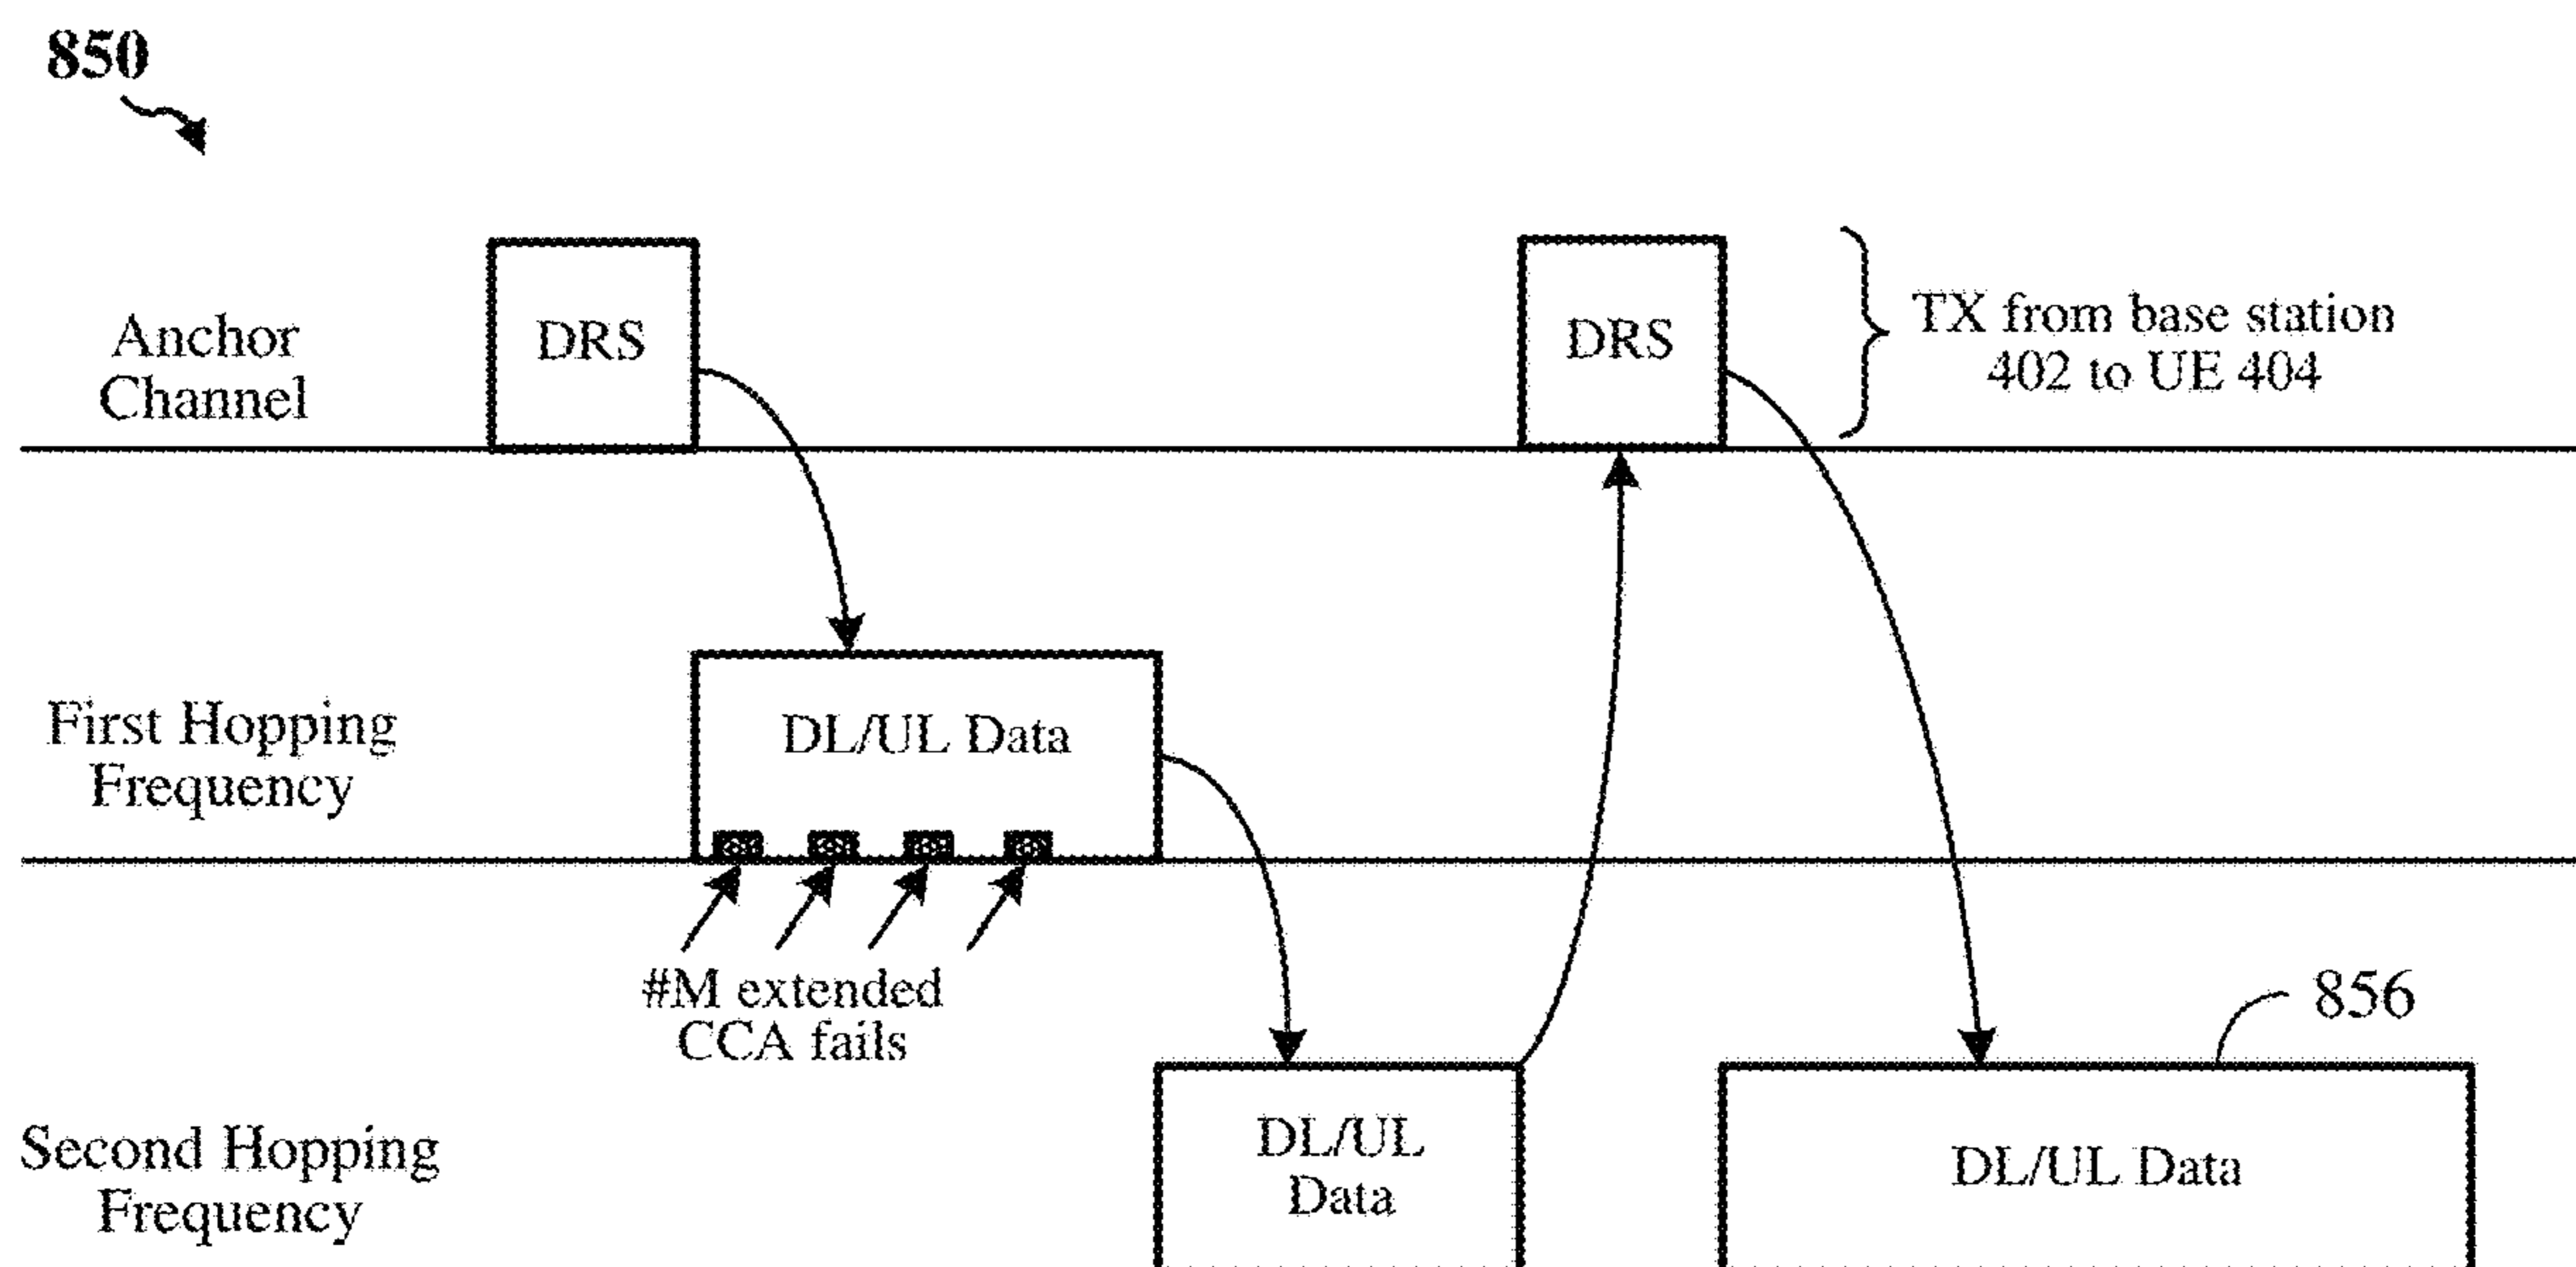 850
Anchor
Channel
DRS
DRS
TX from base station
402 to UE 404
First Hopping
Frequency
DL/UL Data
#M extended
CCA fails
856
Second Hopping
Frequency
DL/UL
Data
DL/UL Data